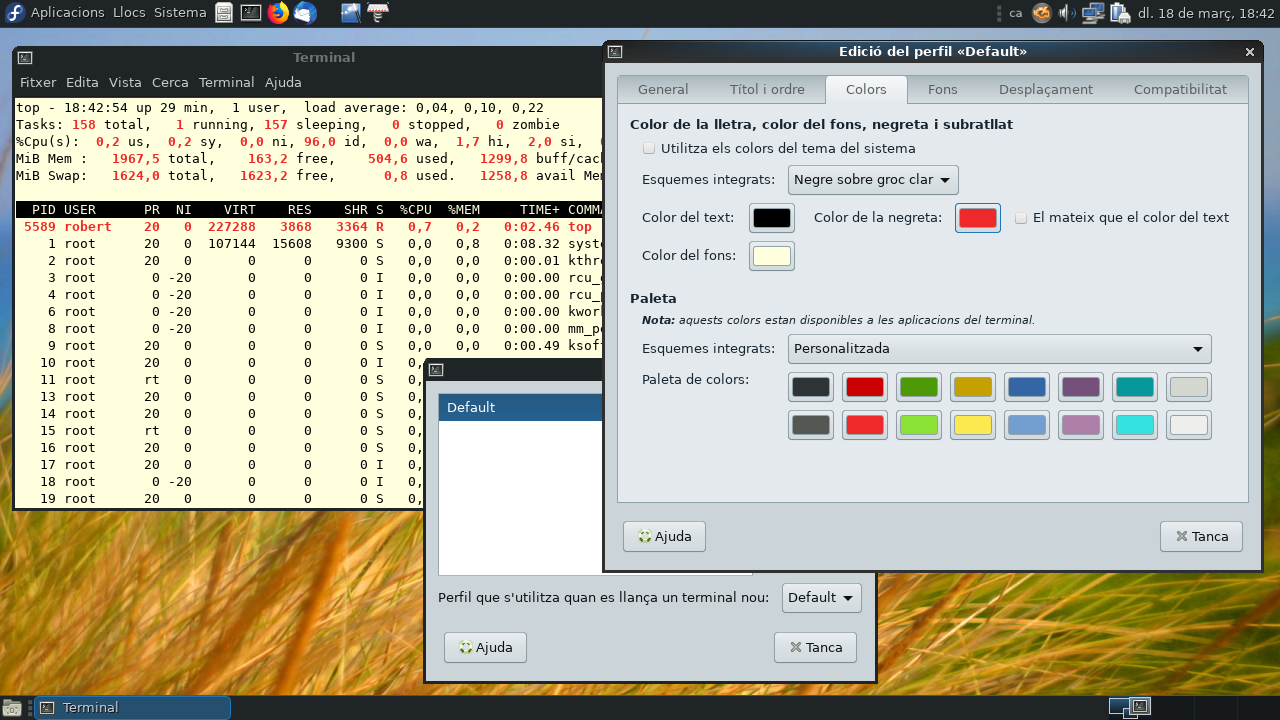 Aplicacions Llocs Sistema
ca
dl. 18 de març, 18:42
Terminal
Fitxer Edita Vista Cerca Terminal Ajuda
top - 18:42:54 up 29 min,  1 user,  load average: 0,04, 0,10, 0,22
Tasks: 158 total,   1 running, 157 sleeping,   0 stopped,   0 zombie
%Cpu(s):  0,2 us,  0,2 sy,  0,0 ni, 96,0 id,  0,0 wa,  1,7 hi,  2,0 si,
MiB Mem :   1967,5 total,    163,2 free,    504,6 used,   1299,8 buff/cac
MiB Swap:   1624,0 total,   1623,2 free,      0,8 used.   1258,8 avail Me
PID USER      PR  NI    VIRT    RES    SHR S  %CPU  %MEM     TIME+ COMMA
5589 robert    20   0  227288   3868   3364 R   0,7   0,2   0:02.46 top
1 root      20   0  107144  15608   9300 S   0,0   0,8   0:08.32 syst
2 root      20   0       0      0      0 S   0,0   0,0   0:00.01 kthr
3 root       0 -20       0      0      0 I   0,0   0,0   0:00.00 rcu_
4 root       0 -20       0      0      0 I   0,0   0,0   0:00.00 rcu_
6 root       0 -20       0      0      0 I   0,0   0,0   0:00.00 kwor
8 root       0 -20       0      0      0 I   0,0   0,0   0:00.00 mm_p
9 root      20   0       0      0      0 S   0,0   0,0   0:00.49 ksof
10 root      20   0       0      0      0 I   0,
11 root      rt   0       0      0      0 S   0,
13 root      20   0       0      0      0 S   0,
14 root      20   0       0      0      0 S   0,
15 root      rt   0       0      0      0 S   0,
16 root      20   0       0      0      0 S   0,
17 root      20   0       0      0      0 I   0,
18 root       0 -20       0      0      0 I   0,
19 root      20   0       0      0      0 S   0,
Default
Perfil que s'utilitza quan es llança un terminal nou: Default
Ajuda Tanca
Edició del perfil «Default»
General Títol i ordre Colors Fons Desplaçament Compatibilitat
Color de la lletra, color del fons, negreta i subratllat
Utilitza els colors del tema del sistema
Esquemes integrats: Negre sobre groc clar
Color del text: Color de la negreta: El mateix que el color del text
Color del fons:
Paleta
Nota: aquests colors estan disponibles a les aplicacions del terminal.
Esquemes integrats: Personalitzada
Paleta de colors:
Ajuda Tanca
Terminal